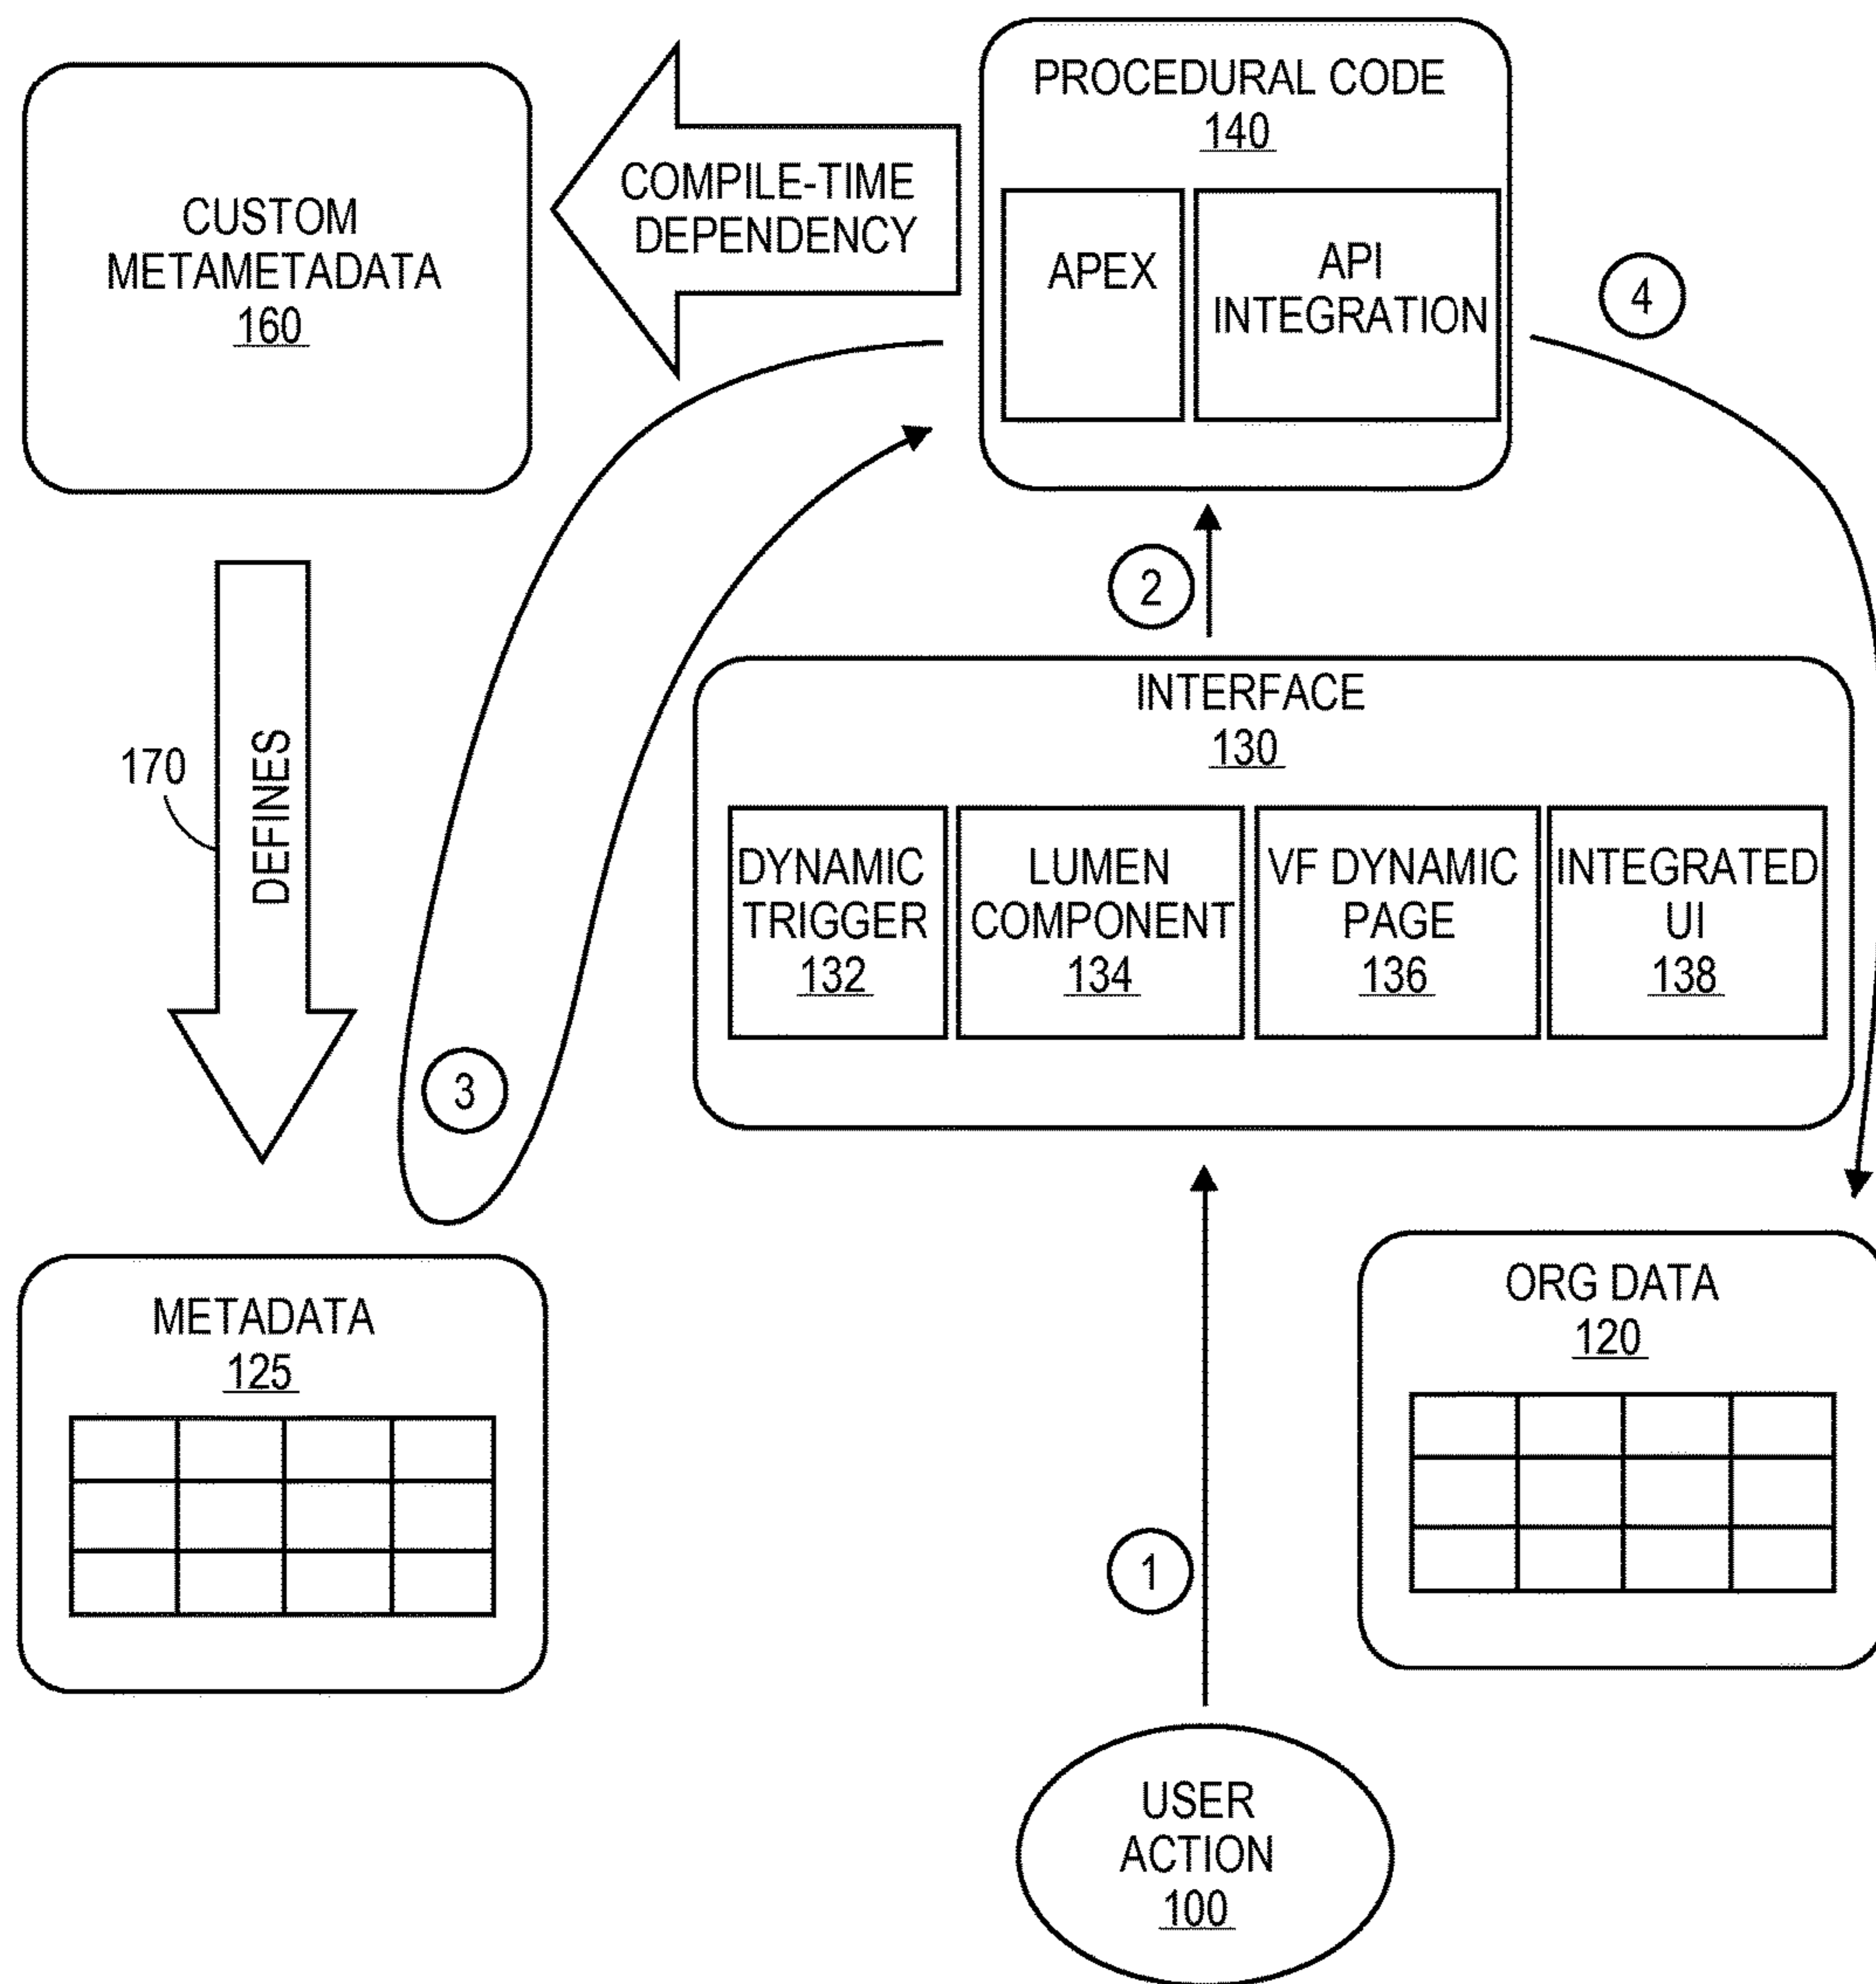 PROCEDURAL CODE
140
APEX
API
INTEGRATION
COMPILE-TIME
DEPENDENCY
CUSTOM
METAMETADATA
160
4
2
170
DEFINES
INTERFACE
130
DYNAMIC
TRIGGER
132
LUMEN
COMPONENT
134
VF DYNAMIC
PAGE
136
INTEGRATED
UI
138
3
METADATA
125
ORG DATA
120
1
USER
ACTION
100